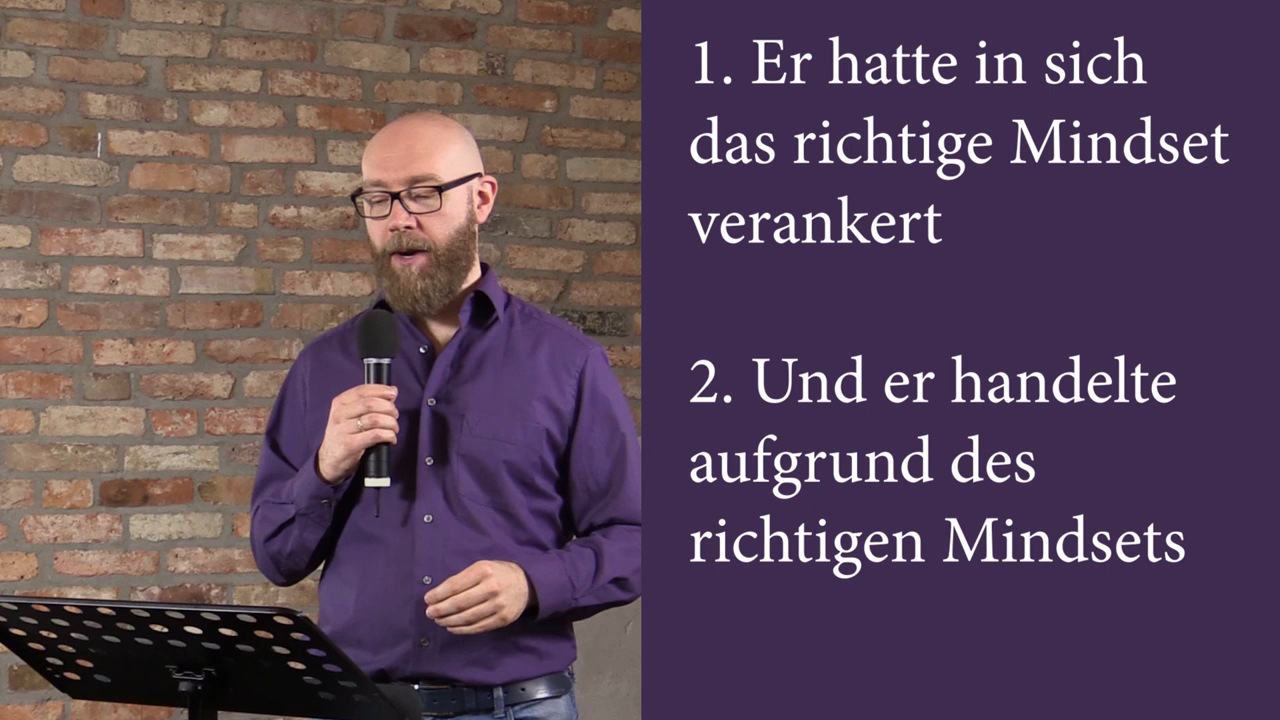 1. Er hatte in sich
das richtige Mindset
verankert
2. Und er handelte
aufgrund des
richtigen Mindsets